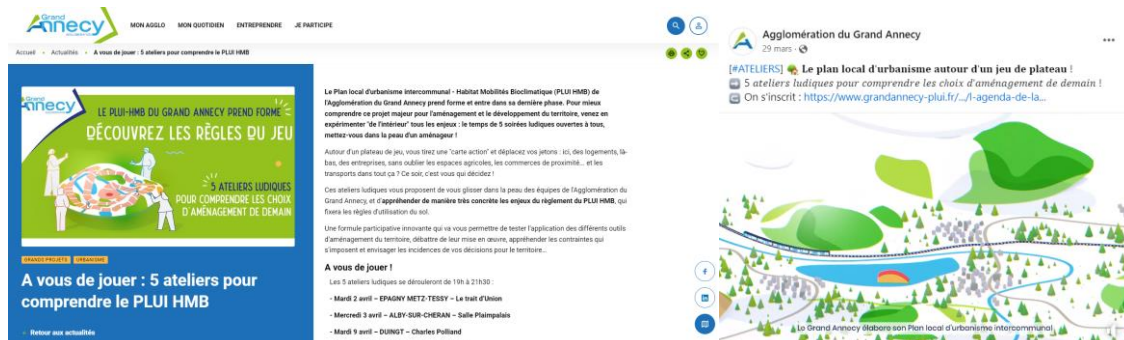 Grand
Annecy
MON AGGLO MON QUOTIDIEN ENTREPRENDRE JE PARTICIPE
Accueil • Actualités • A vous de jouer : 5 ateliers pour comprendre le PLUI HMB
Grand
Annecy
LE PLUI-HMB DU GRAND ANNECY PREND FORME
DÉCOUVREZ LES RÈGLES DU JEU
5 ATELIERS LUDIQUES
POUR COMPRENDRE LES CHOIX
D'AMÉNAGEMENT DE DEMAIN
GRANDS PROJETS URBANISME
A vous de jouer : 5 ateliers pour
comprendre le PLUI HMB
Retour aux actualités
Le Plan local d'urbanisme intercommunal - Habitat Mobilités Bioclimatique (PLUI HMB) de
l'Agglomération du Grand Annecy prend forme et entre dans sa dernière phase. Pour mieux
comprendre ce projet majeur pour l'aménagement et le développement du territoire, venez en
expérimenter "de l'intérieur" tous les enjeux : le temps de 5 soirées ludiques ouvertes à tous,
mettez-vous dans la peau d'un aménageur !
Autour d'un plateau de jeu, vous tirez une "carte action" et déplacez vos jetons : ici, des logements, là-
bas, des entreprises, sans oublier les espaces agricoles, les commerces de proximité... et les
transports dans tout ça ? Ce soir, c'est vous qui décidez !
Ces ateliers ludiques vous proposent de vous glisser dans la peau des équipes de l'Agglomération du
Grand Annecy, et d'appréhender de manière très concrète les enjeux du règlement du PLUI HMB, qui
fixera les règles d'utilisation du sol.
Une formule participative innovante qui va vous permettre de tester l'application des différents outils
d'aménagement du territoire, débattre de leur mise en œuvre, appréhender les contraintes qui
s'imposent et envisager les incidences de vos décisions pour le territoire...
A vous de jouer !
Les 5 ateliers ludiques se dérouleront de 19h à 21h30 :
- Mardi 2 avril – EPAGNY METZ-TESSY – Le trait d'Union
- Mercredi 3 avril – ALBY-SUR-CHERAN – Salle Plaimpalais
- Mardi 9 avril – DUINGT – Charles Polliand
Agglomération du Grand Annecy
29 mars ·
[#ATELIERS] Le plan local d'urbanisme autour d'un jeu de plateau !
5 ateliers ludiques pour comprendre les choix d'aménagement de demain !
On s'inscrit : https://www.grandannecy-plui.fr/.../l-agenda-de-la...
Le Grand Annecy élabore son Plan local d'urbanisme intercommunal